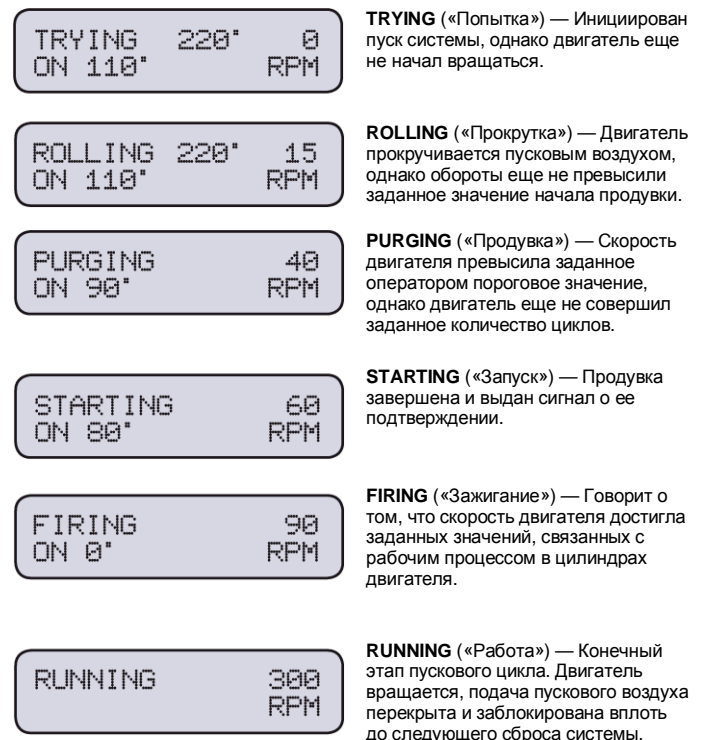 TRYING 220° 0
ON 110° RPM
TRYING («Попытка») — Инициирован
пуск системы, однако двигатель еще
не начал вращаться.
ROLLING 220° 15
ON 110° RPM
ROLLING («Прокрутка») — Двигатель
прокручивается пусковым воздухом,
однако обороты еще не превысили
заданное значение начала продувки.
PURGING 40
ON 90° RPM
PURGING («Продувка») — Скорость
двигателя превысила заданное
оператором пороговое значение,
однако двигатель еще не совершил
заданное количество циклов.
STARTING 60
ON 80° RPM
STARTING («Запуск») — Продувка
завершена и выдан сигнал о ее
подтверждении.
FIRING 90
ON 0° RPM
FIRING («Зажигание») — Говорит о
том, что скорость двигателя достигла
заданных значений, связанных с
рабочим процессом в цилиндрах
двигателя.
RUNNING 300
RPM
RUNNING («Работа») — Конечный
этап пускового цикла. Двигатель
вращается, подача пускового воздуха
перекрыта и заблокирована вплоть
до следующего сброса системы.